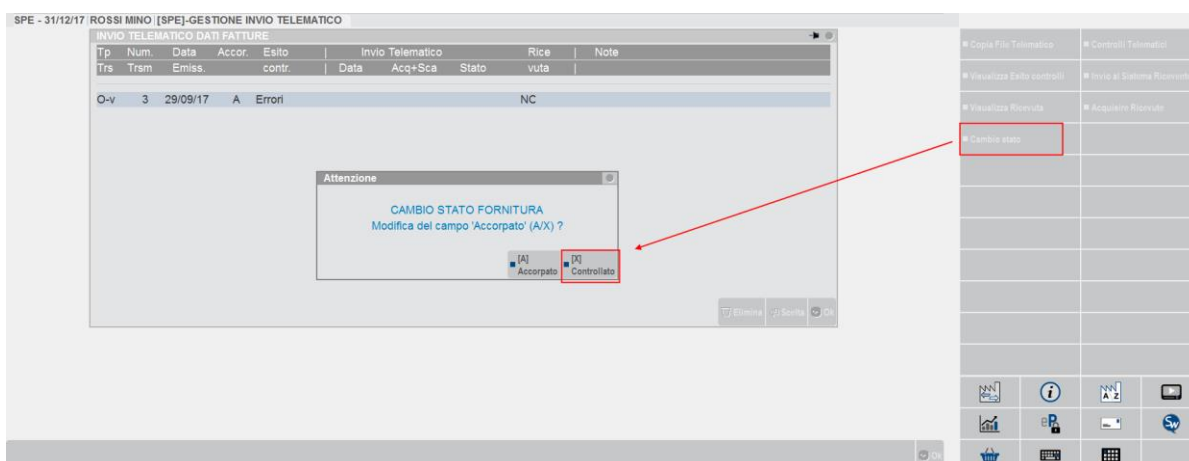 SPE - 31/12/17 ROSSI MINO [SPE]-GESTIONE INVIO TELEMATICO
INVIO TELEMATICO DATI FATTURE
Tp Num. Data Accor. Esito | Invio Telematico Rice | Note
Trs Trsm Emiss. contr. | Data Acq+Sca Stato vuta |
O-v 3 29/09/17 A Errori NC
Attenzione
CAMBIO STATO FORNITURA
Modifica del campo 'Accorpato' (A/X) ?
[A] Accorpato
[X] Controllato
Elimina Scelta Ok
Copia File Telematico
Controlli Telematici
Visualizza Esito controlli
Invio al Sistema Ricevente
Visualizza Ricevuta
Acquisire Ricevute
Cambio stato
A Z
eP
Sw
Ok